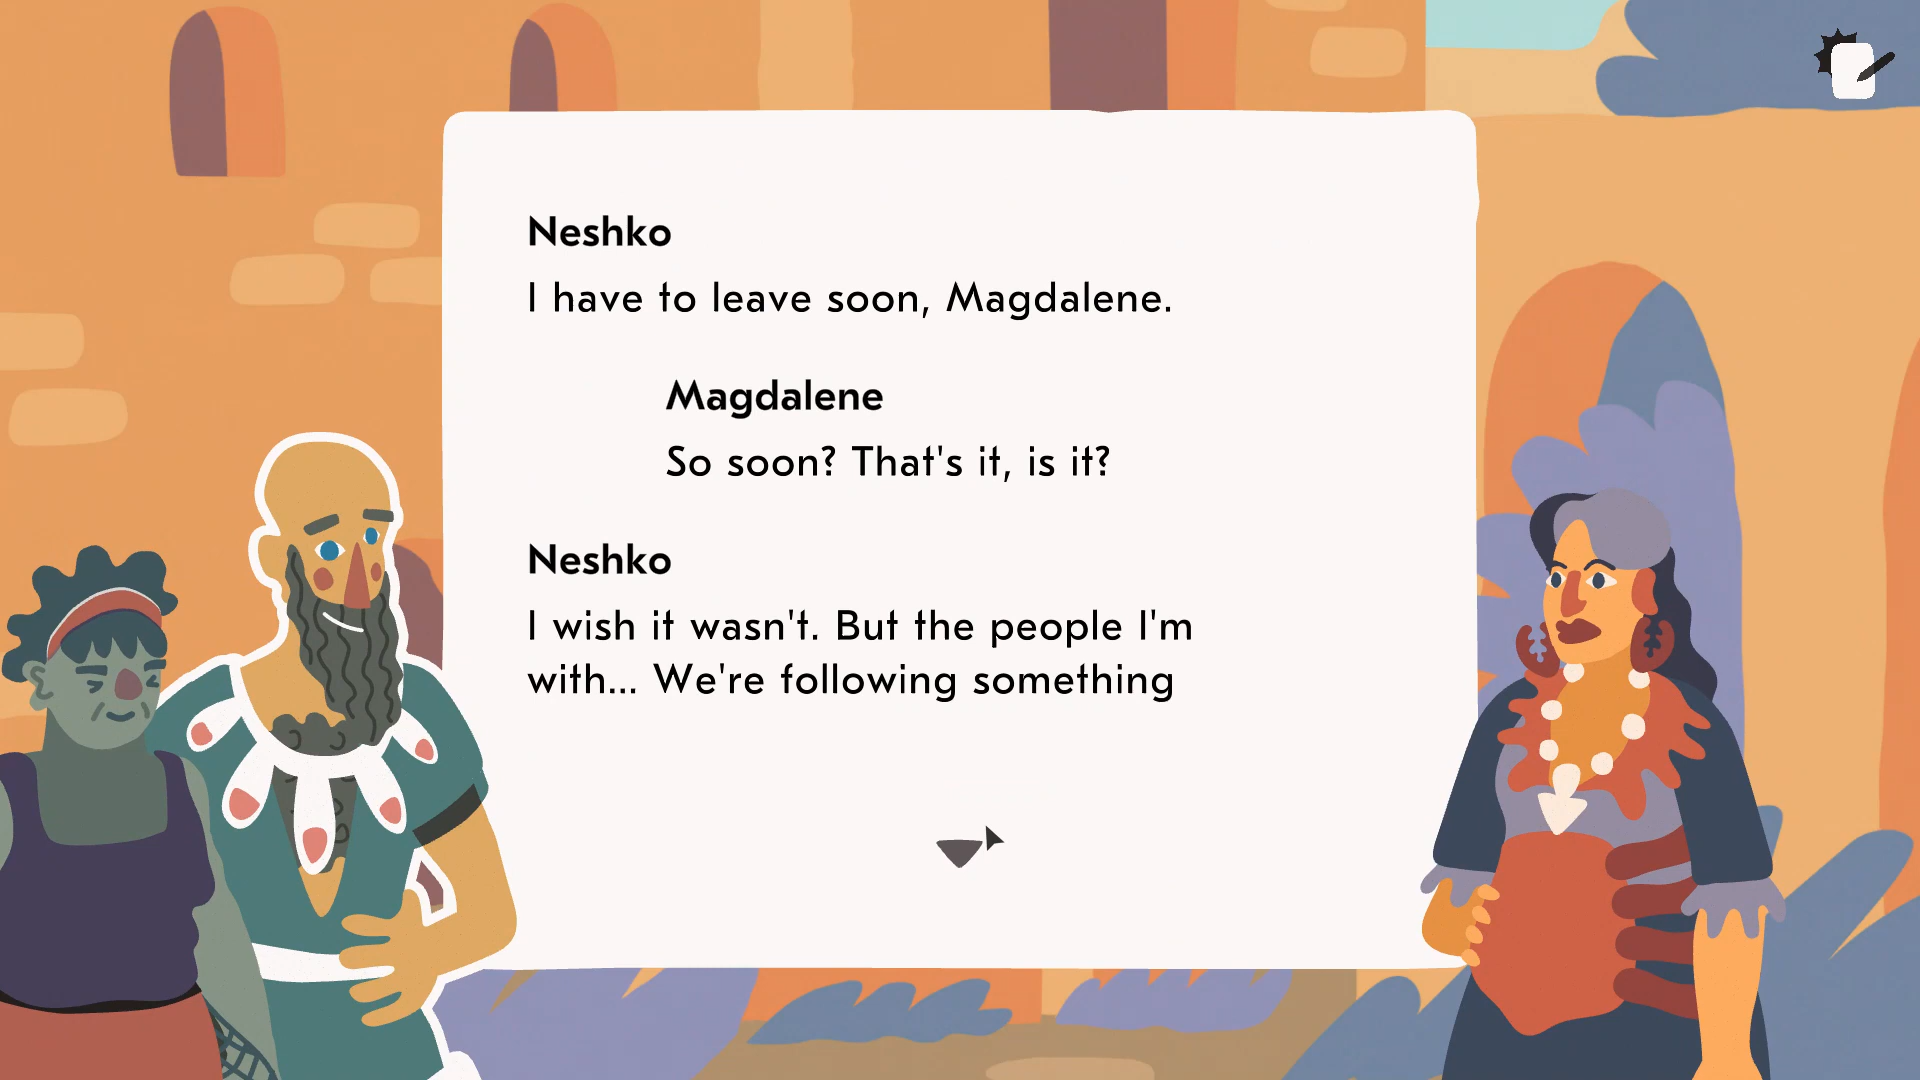 Neshko
I have to leave soon, Magdalene.
Magdalene
So soon? That's it, is it?
Neshko
I wish it wasn't. But the people I'm
with... We're following something